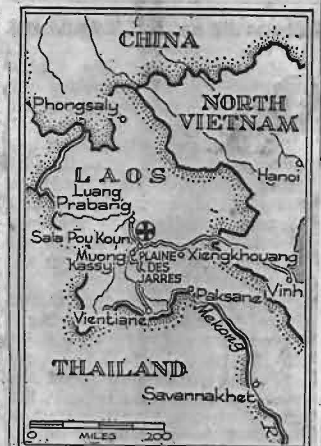 CHINA
Phongsaly
NORTH
VIETNAM
Hanoi
LAOS
Luang
Prabang
Sala Pou Koun
Muong
Kassy
PLAINE
DES
JARRES
Xiengkhouang
Vinh
Paksane
Vientiane
Mekong
R.
THAILAND
Savannakhet
0 MILES 200